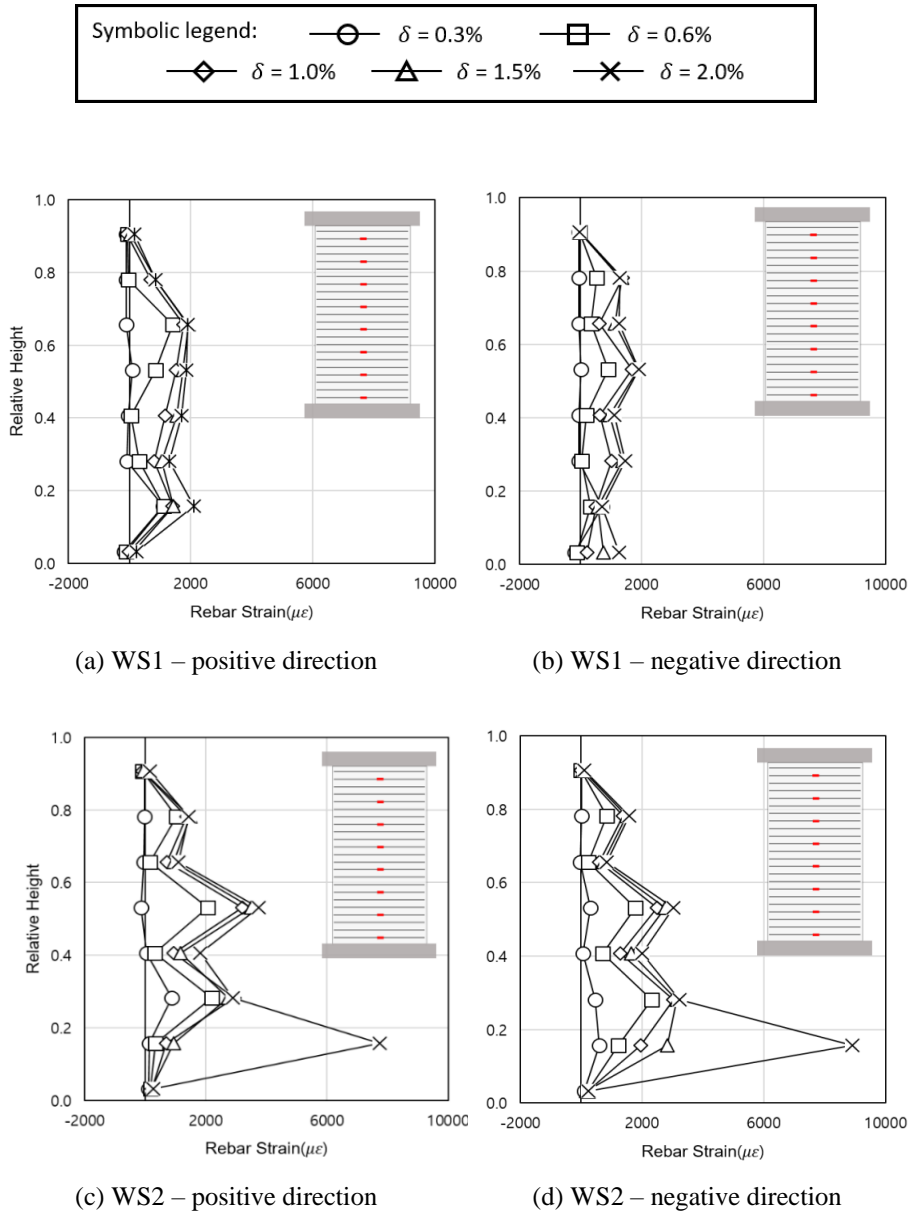 Symbolic legend: δ = 0.3% δ = 0.6%
δ = 1.0% δ = 1.5% δ = 2.0%
1.0
0.8
0.6
0.4
0.2
0.0
Relative Height
-2000 2000 6000 10000
Rebar Strain(με)
(a) WS1 – positive direction
1.0
0.8
0.6
0.4
0.2
0.0
-2000 2000 6000 10000
Rebar Strain(με)
(b) WS1 – negative direction
1.0
0.8
0.6
0.4
0.2
0.0
Relative Height
-2000 2000 6000 10000
Rebar Strain(με)
(c) WS2 – positive direction
1.0
0.8
0.6
0.4
0.2
0.0
-2000 2000 6000 10000
Rebar Strain(με)
(d) WS2 – negative direction